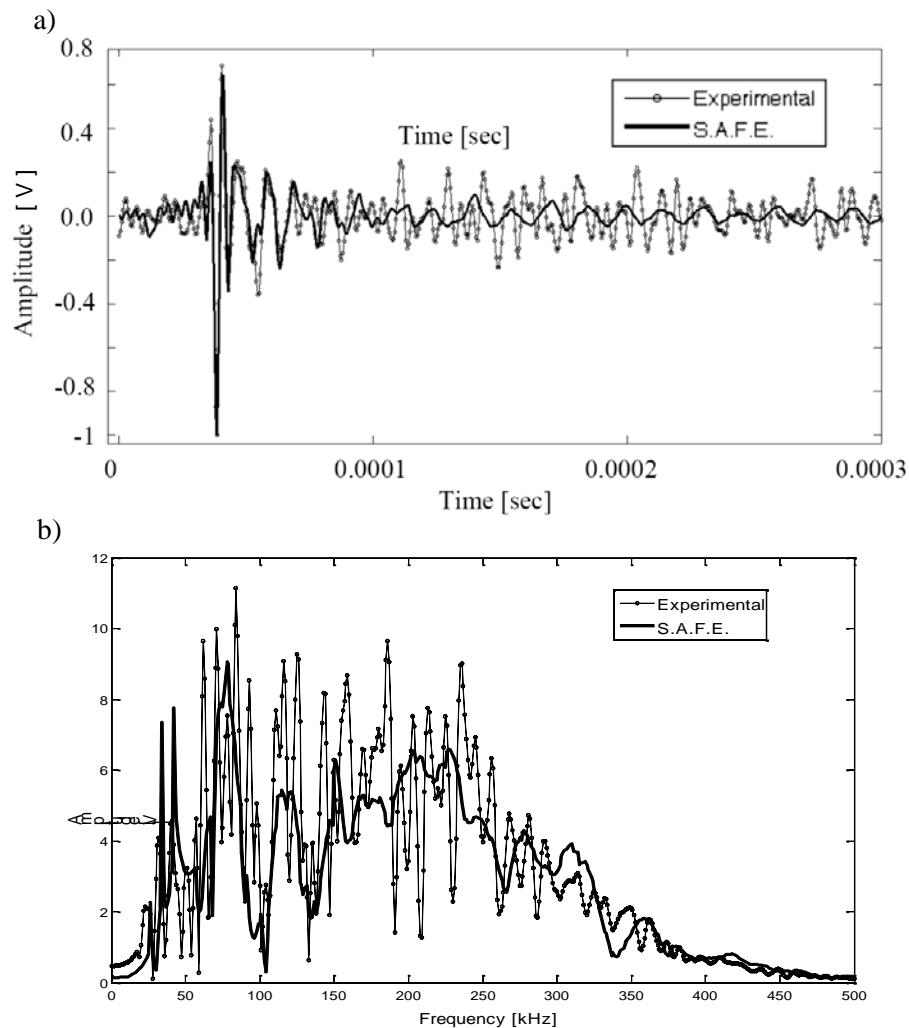 a)
0.8
0.4
0.0
-0.4
-0.8
-1
Amplitude [ V ]
Experimental
S.A.F.E.
Time [sec]
0 0.0001 0.0002 0.0003
Time [sec]
b)
12
10
8
6
4
2
0
Experimental
S.A.F.E.
0 50 100 150 200 250 300 350 400 450 500
Frequency [kHz]